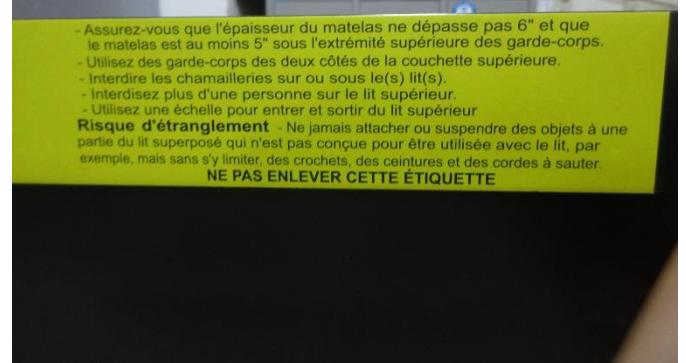 - Assurez-vous que l'épaisseur du matelas ne dépasse pas 6" et que
le matelas est au moins 5" sous l'extrémité supérieure des garde-corps.
- Utilisez des garde-corps des deux côtés de la couchette supérieure.
- Interdire les chamailleries sur ou sous le(s) lit(s).
- Interdisez plus d'une personne sur le lit supérieur.
- Utilisez une échelle pour entrer et sortir du lit supérieur
Risque d'étranglement - Ne jamais attacher ou suspendre des objets à une
partie du lit superposé qui n'est pas conçue pour être utilisée avec le lit, par
exemple, mais sans s'y limiter, des crochets, des ceintures et des cordes à sauter.
NE PAS ENLEVER CETTE ÉTIQUETTE